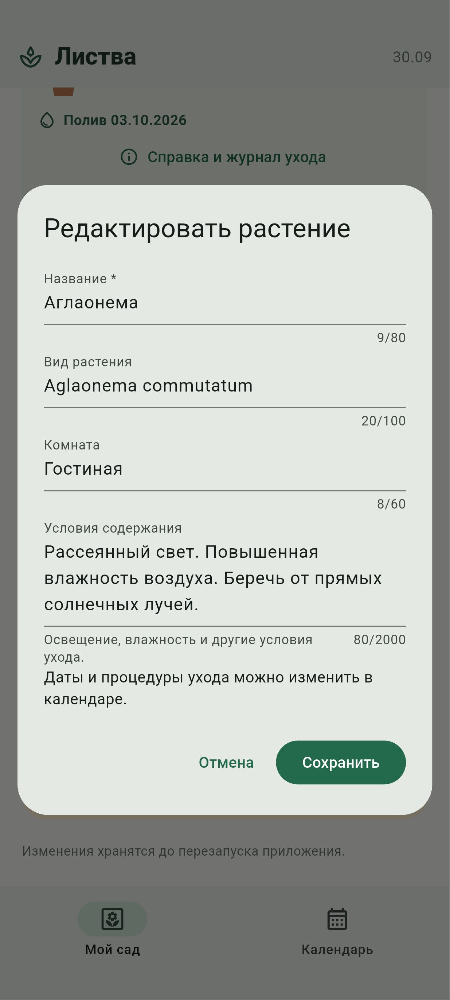 Листва
30.09
Полив 03.10.2026
Справка и журнал ухода
Редактировать растение
Название *
Аглаонема
9/80
Вид растения
Aglaonema commutatum
20/100
Комната
Гостиная
8/60
Условия содержания
Рассеянный свет. Повышенная
влажность воздуха. Беречь от прямых
солнечных лучей.
Освещение, влажность и другие условия
ухода.
80/2000
Даты и процедуры ухода можно изменить в
календаре.
Отмена
Сохранить
Изменения хранятся до перезапуска приложения.
Мой сад
Календарь